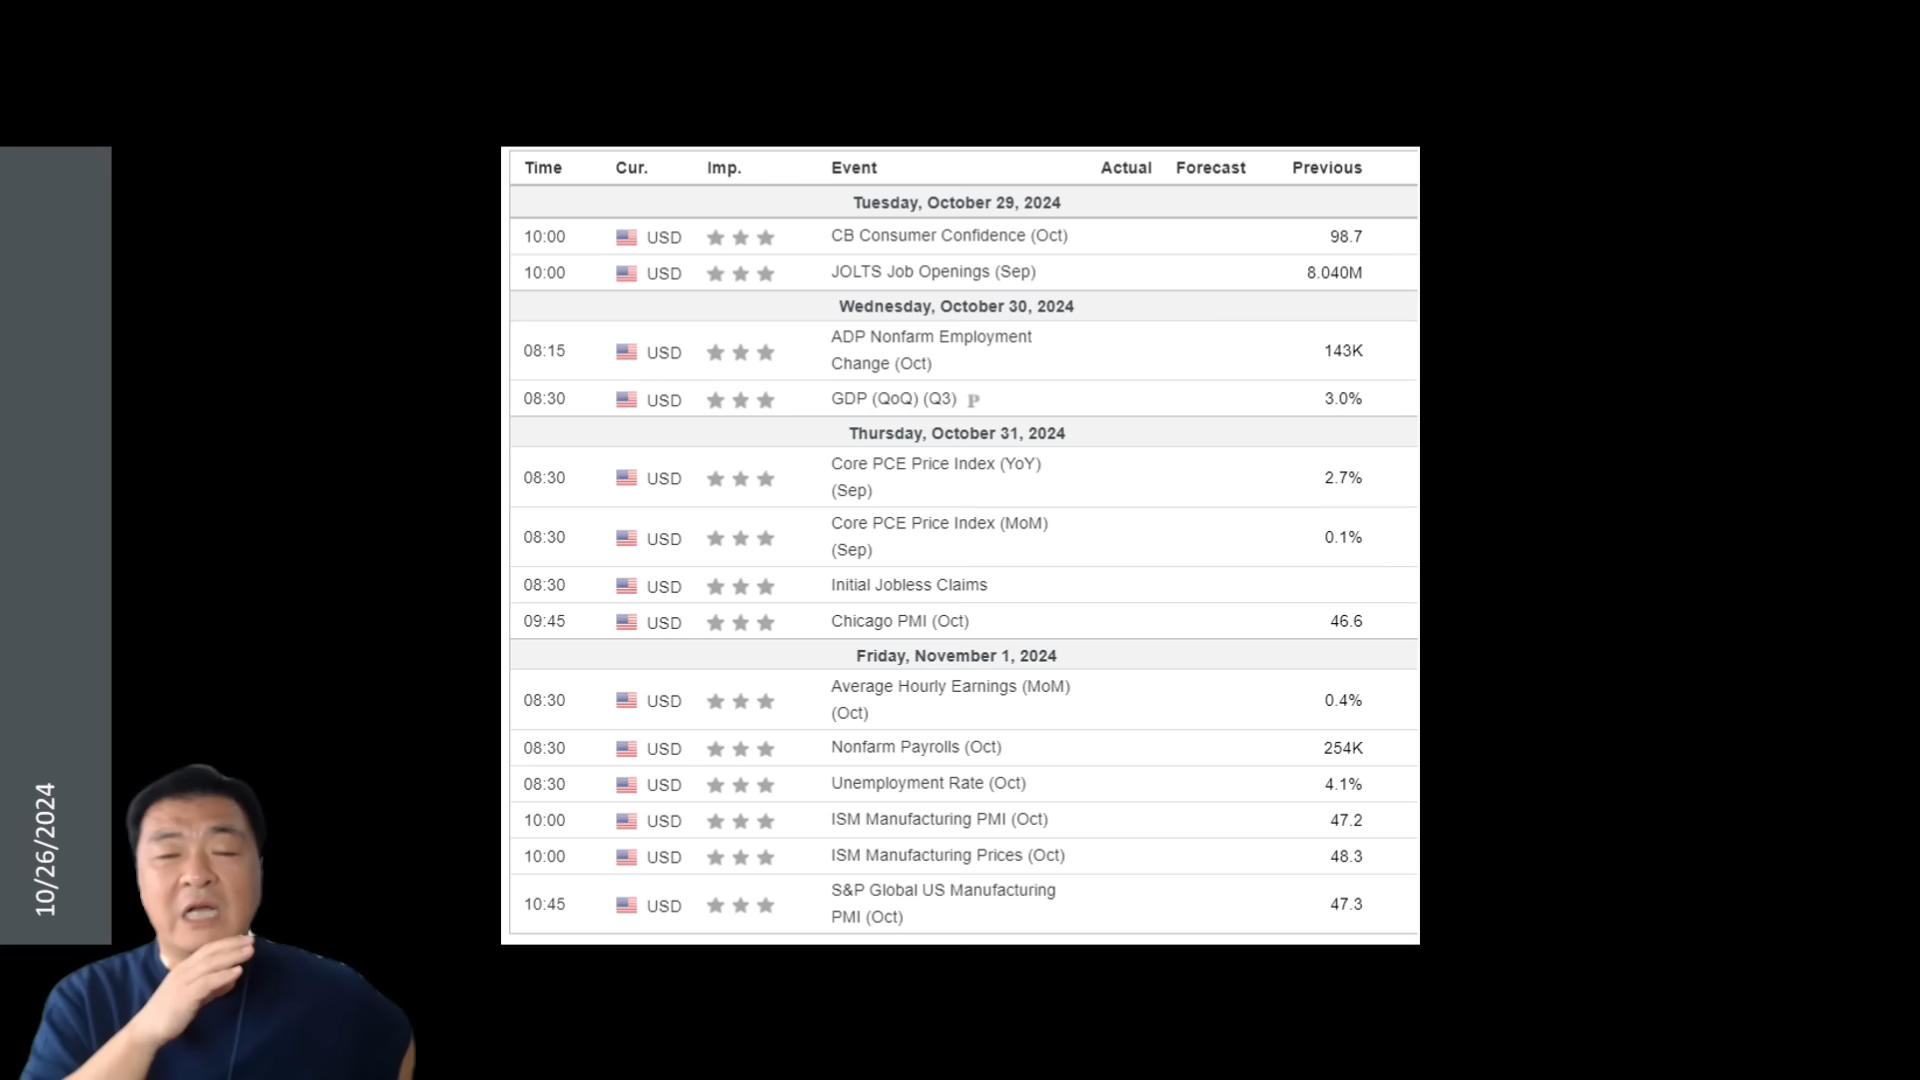 Time Cur. Imp. Event Actual Forecast Previous
Tuesday, October 29, 2024
10:00 USD CB Consumer Confidence (Oct) 98.7
10:00 USD JOLTS Job Openings (Sep) 8.040M
Wednesday, October 30, 2024
08:15 USD ADP Nonfarm Employment
Change (Oct) 143K
08:30 USD GDP (QoQ) (Q3) P 3.0%
Thursday, October 31, 2024
08:30 USD Core PCE Price Index (YoY)
(Sep) 2.7%
08:30 USD Core PCE Price Index (MoM)
(Sep) 0.1%
08:30 USD Initial Jobless Claims
09:45 USD Chicago PMI (Oct) 46.6
Friday, November 1, 2024
08:30 USD Average Hourly Earnings (MoM)
(Oct) 0.4%
08:30 USD Nonfarm Payrolls (Oct) 254K
08:30 USD Unemployment Rate (Oct) 4.1%
10:00 USD ISM Manufacturing PMI (Oct) 47.2
10:00 USD ISM Manufacturing Prices (Oct) 48.3
10:45 USD S&P Global US Manufacturing
PMI (Oct) 47.3
10/26/2024